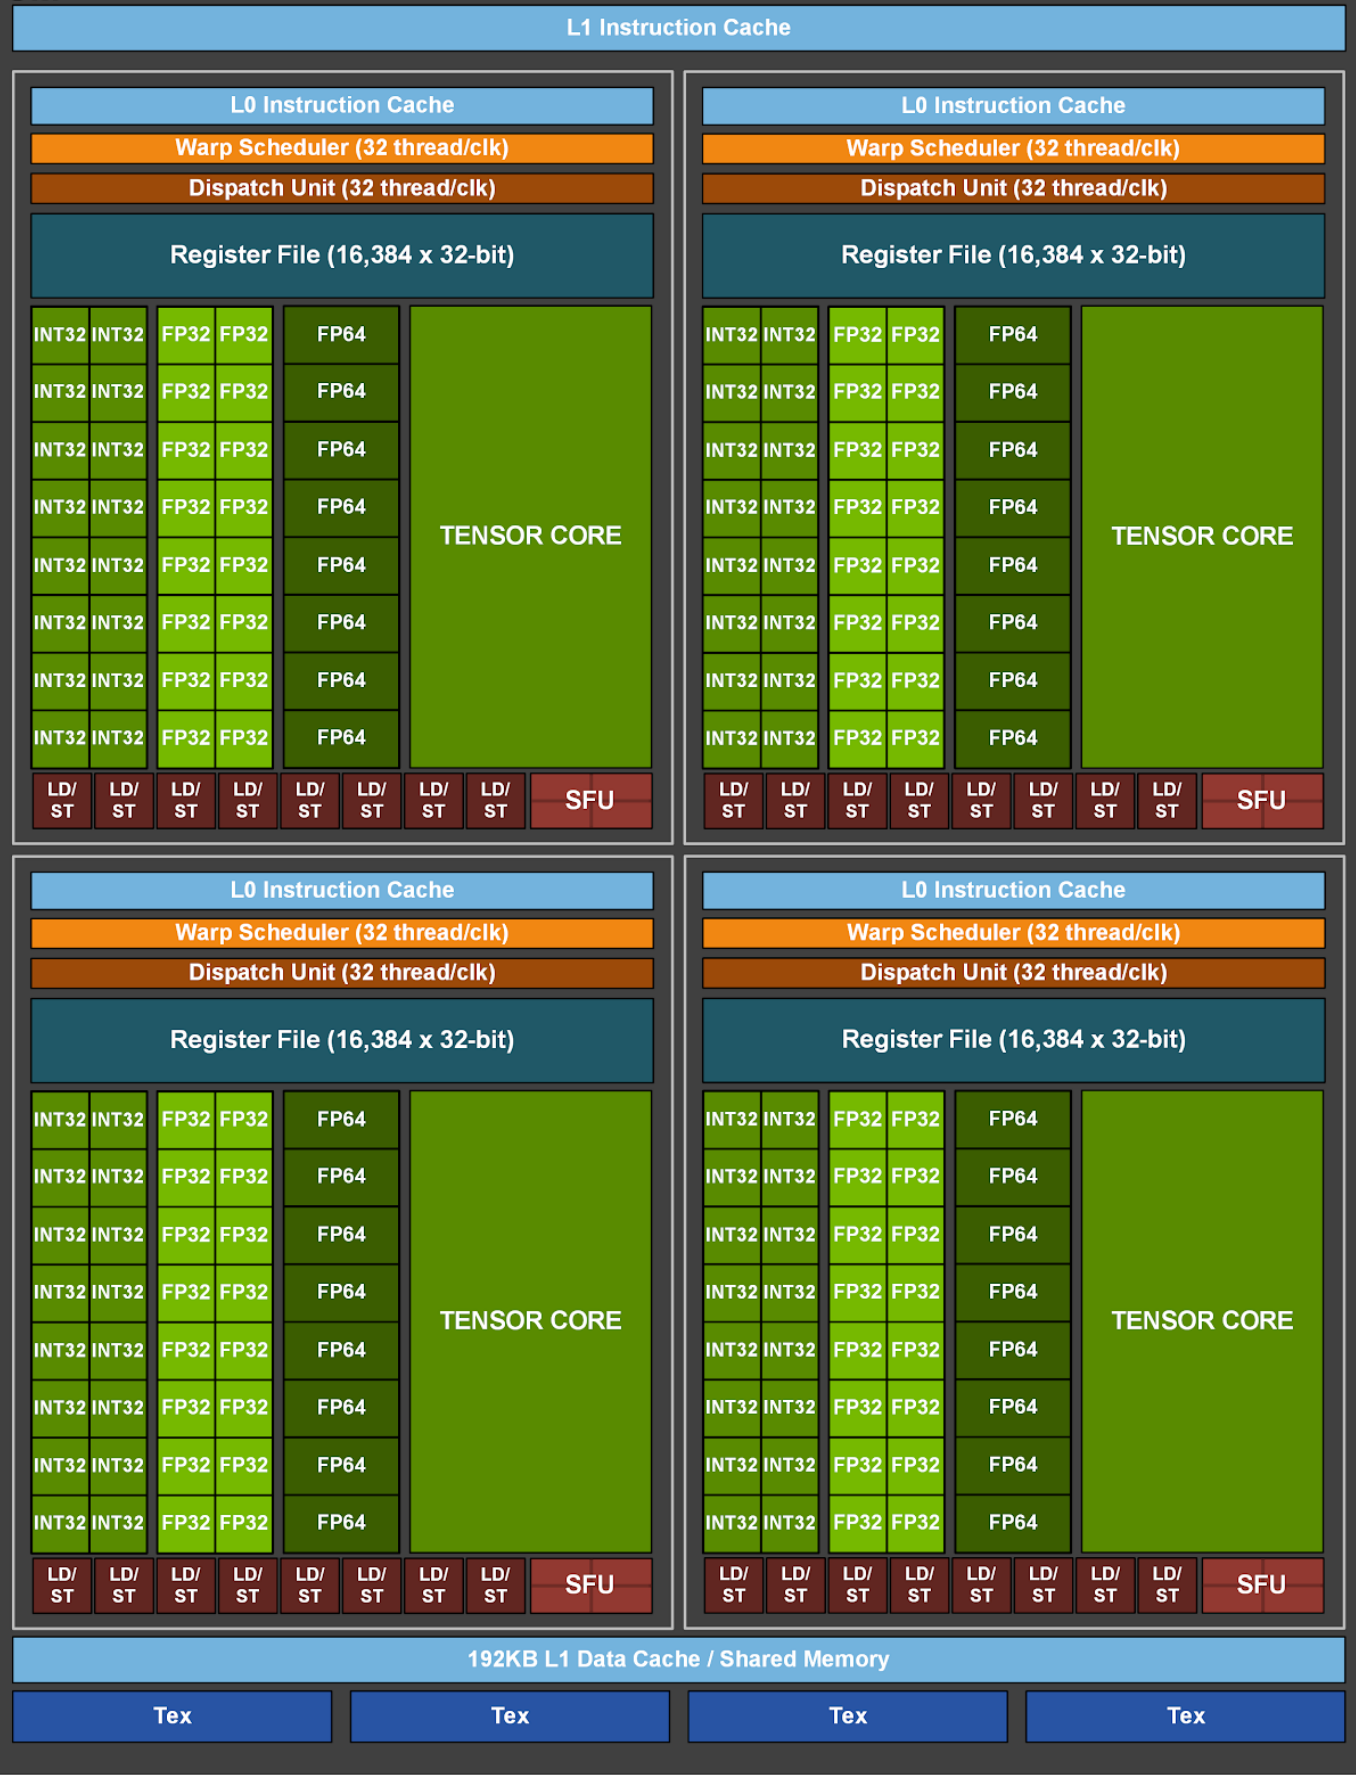 L1 Instruction Cache
L0 Instruction Cache
Warp Scheduler (32 thread/clk)
Dispatch Unit (32 thread/clk)
Register File (16,384 x 32-bit)
INT32 INT32 FP32 FP32 FP64
INT32 INT32 FP32 FP32 FP64
INT32 INT32 FP32 FP32 FP64
INT32 INT32 FP32 FP32 FP64
TENSOR CORE
INT32 INT32 FP32 FP32 FP64
INT32 INT32 FP32 FP32 FP64
INT32 INT32 FP32 FP32 FP64
INT32 INT32 FP32 FP32 FP64
LD/ LD/ LD/ LD/ LD/ LD/ LD/ LD/
ST ST ST ST ST ST ST ST
SFU
L0 Instruction Cache
Warp Scheduler (32 thread/clk)
Dispatch Unit (32 thread/clk)
Register File (16,384 x 32-bit)
INT32 INT32 FP32 FP32 FP64
INT32 INT32 FP32 FP32 FP64
INT32 INT32 FP32 FP32 FP64
INT32 INT32 FP32 FP32 FP64
TENSOR CORE
INT32 INT32 FP32 FP32 FP64
INT32 INT32 FP32 FP32 FP64
INT32 INT32 FP32 FP32 FP64
INT32 INT32 FP32 FP32 FP64
LD/ LD/ LD/ LD/ LD/ LD/ LD/ LD/
ST ST ST ST ST ST ST ST
SFU
L0 Instruction Cache
Warp Scheduler (32 thread/clk)
Dispatch Unit (32 thread/clk)
Register File (16,384 x 32-bit)
INT32 INT32 FP32 FP32 FP64
INT32 INT32 FP32 FP32 FP64
INT32 INT32 FP32 FP32 FP64
INT32 INT32 FP32 FP32 FP64
TENSOR CORE
INT32 INT32 FP32 FP32 FP64
INT32 INT32 FP32 FP32 FP64
INT32 INT32 FP32 FP32 FP64
INT32 INT32 FP32 FP32 FP64
LD/ LD/ LD/ LD/ LD/ LD/ LD/ LD/
ST ST ST ST ST ST ST ST
SFU
L0 Instruction Cache
Warp Scheduler (32 thread/clk)
Dispatch Unit (32 thread/clk)
Register File (16,384 x 32-bit)
INT32 INT32 FP32 FP32 FP64
INT32 INT32 FP32 FP32 FP64
INT32 INT32 FP32 FP32 FP64
INT32 INT32 FP32 FP32 FP64
TENSOR CORE
INT32 INT32 FP32 FP32 FP64
INT32 INT32 FP32 FP32 FP64
INT32 INT32 FP32 FP32 FP64
INT32 INT32 FP32 FP32 FP64
LD/ LD/ LD/ LD/ LD/ LD/ LD/ LD/
ST ST ST ST ST ST ST ST
SFU
192KB L1 Data Cache / Shared Memory
Tex Tex Tex Tex